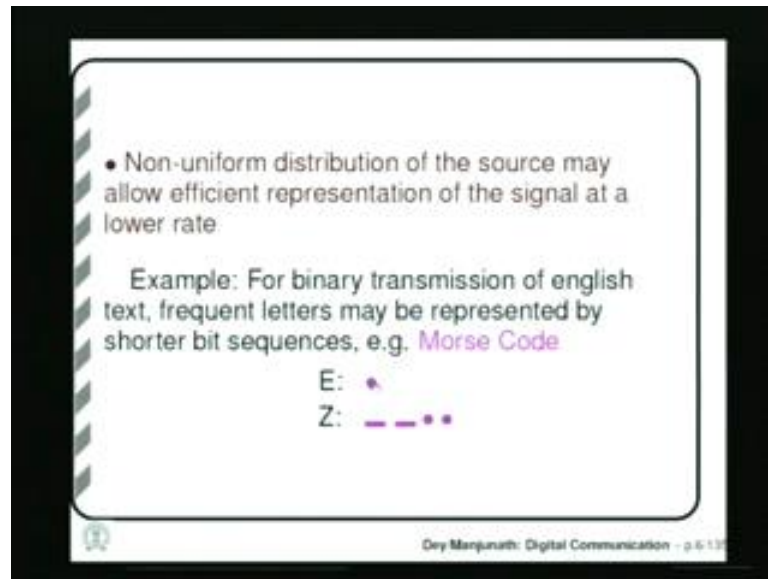 • Non-uniform distribution of the source may
allow efficient representation of the signal at a
lower rate
Example: For binary transmission of english
text, frequent letters may be represented by
shorter bit sequences, e.g. Morse Code
E: •
Z: – – • •
Dey Manjunath: Digital Communication - p.6/135